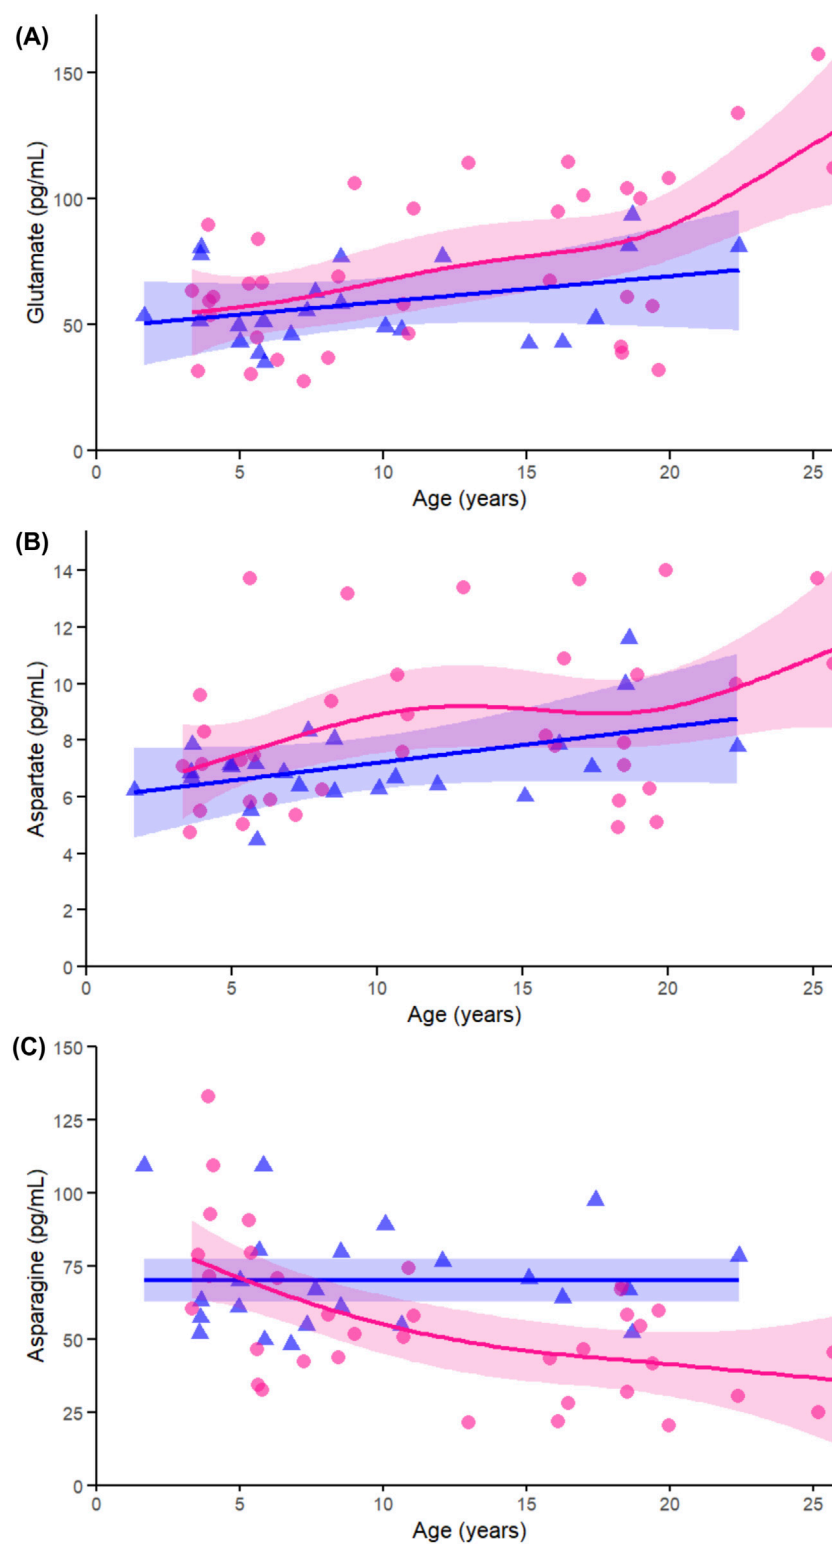 (A)
Glutamate (pg/mL)
150
100
50
0
0 5 10 15 20 25
Age (years)
(B)
Aspartate (pg/mL)
14
12
10
8
6
4
2
0
0 5 10 15 20 25
Age (years)
(C)
Asparagine (pg/mL)
150
125
100
75
50
25
0
0 5 10 15 20 25
Age (years)